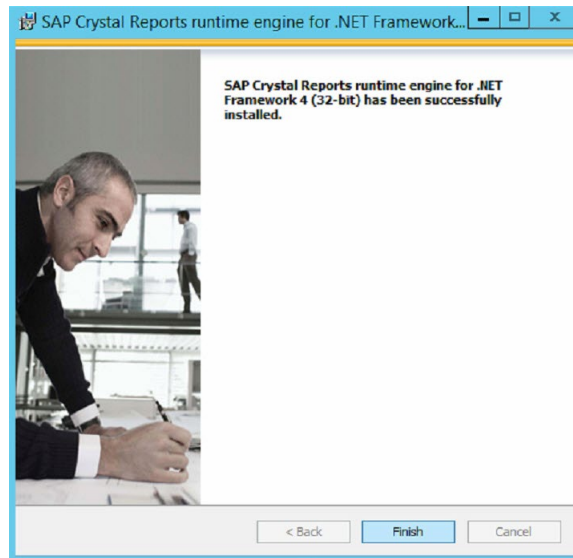 SAP Crystal Reports runtime engine for .NET Framework...
SAP Crystal Reports runtime engine for .NET
Framework 4 (32-bit) has been successfully
installed.
< Back
Finish
Cancel